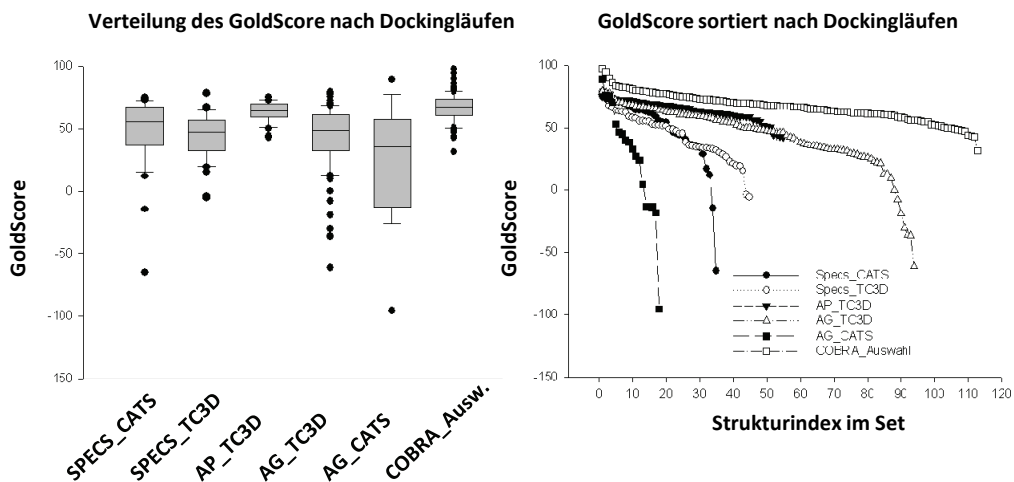 Verteilung des GoldScore nach Dockingläufen
GoldScore
100
50
0
-50
-100
150
SPECS_CATS
SPECS_TC3D
AP_TC3D
AG_TC3D
AG_CATS
COBRA_Ausw.
GoldScore sortiert nach Dockingläufen
GoldScore
100
50
0
-50
-100
-150
0 10 20 30 40 50 60 70 80 90 100 110 120
Specs_CATS
Specs_TC3D
AP_TC3D
AG_TC3D
AG_CATS
COBRA_Auswahl
Strukturindex im Set